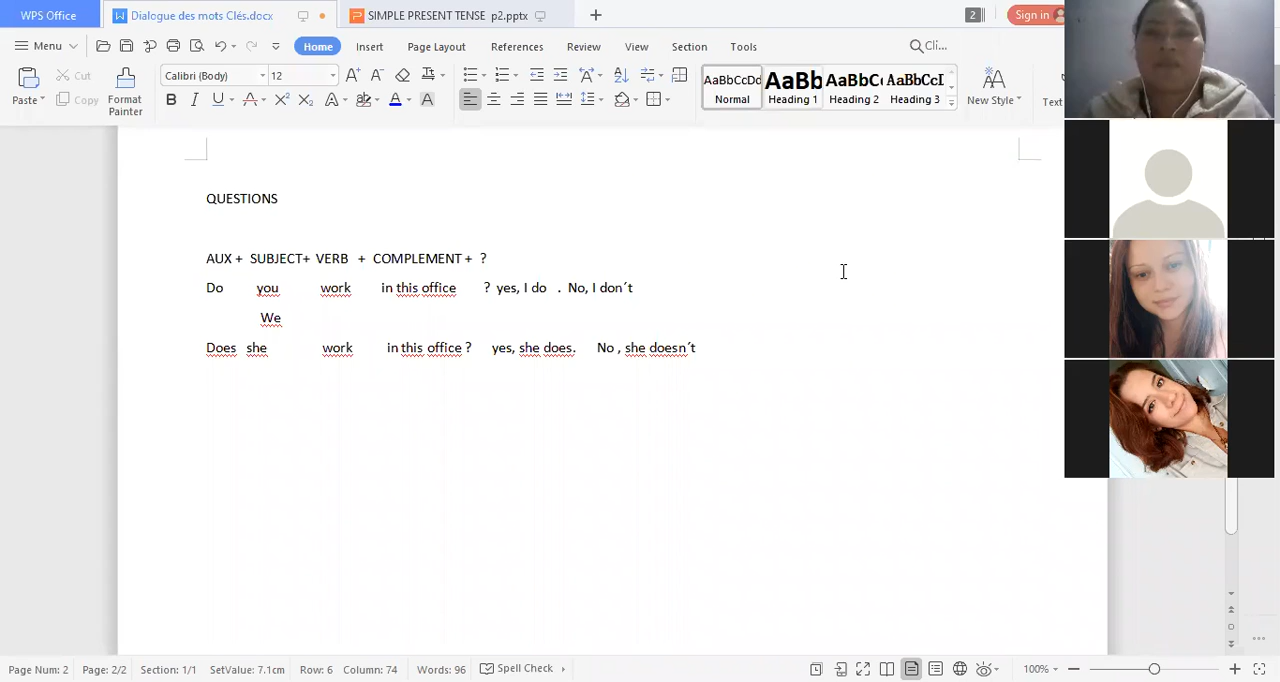 WPS Office
Dialogue des mots Clés.docx
SIMPLE PRESENT TENSE p2.pptx
2
Sign in
Menu
Home
Insert
Page Layout
References
Review
View
Section
Tools
Cli...
Paste
Cut
Copy
Format
Painter
Calibri (Body)
12
AaBbCcDd
Normal
AaBb
Heading 1
AaBbC
Heading 2
AaBbCcI
Heading 3
New Style
Text
QUESTIONS
AUX + SUBJECT+ VERB + COMPLEMENT + ?
Do you work in this office ? yes, I do . No, I don´t
We
Does she work in this office ? yes, she does. No , she doesn´t
Page Num: 2
Page: 2/2
Section: 1/1
SetValue: 7.1cm
Row: 6
Column: 74
Words: 96
Spell Check
100%